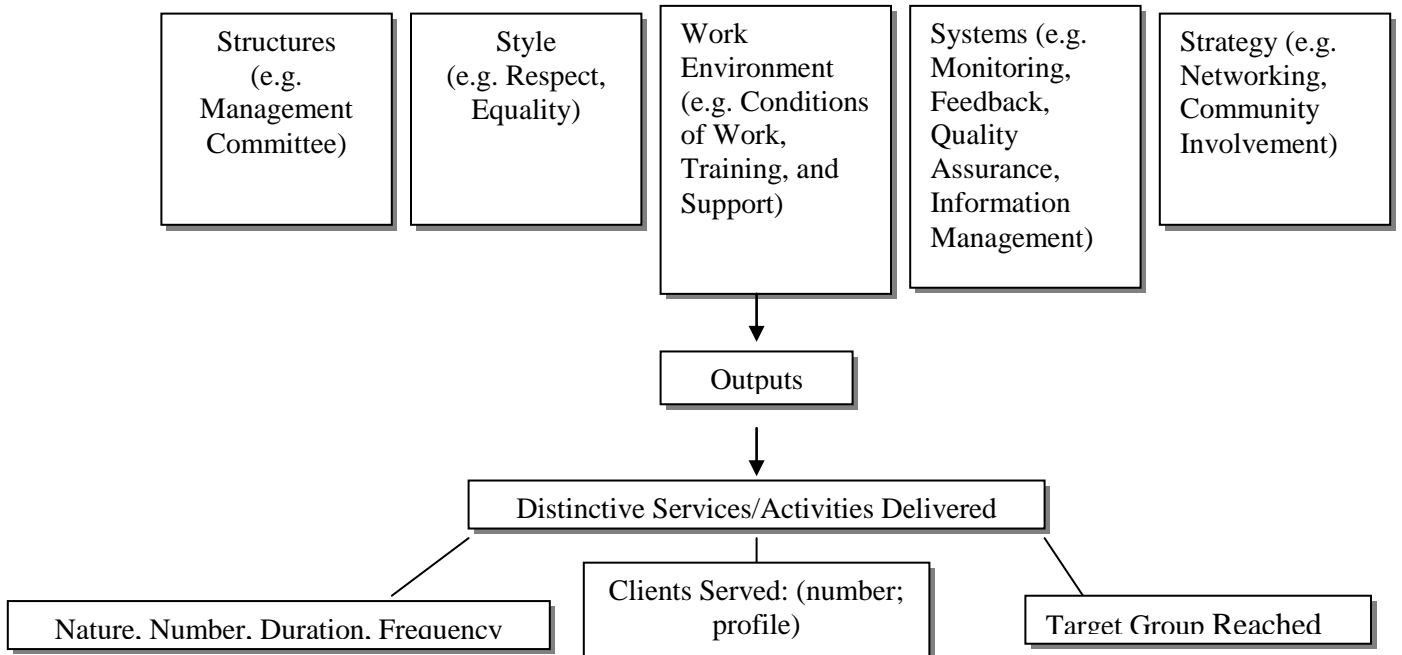 Structures
(e.g.
Management
Committee)
Style
(e.g. Respect,
Equality)
Work
Environment
(e.g. Conditions
of Work,
Training, and
Support)
Systems (e.g.
Monitoring,
Feedback,
Quality
Assurance,
Information
Management)
Strategy (e.g.
Networking,
Community
Involvement)
Outputs
Distinctive Services/Activities Delivered
Nature, Number, Duration, Frequency
Clients Served: (number;
profile)
Target Group Reached